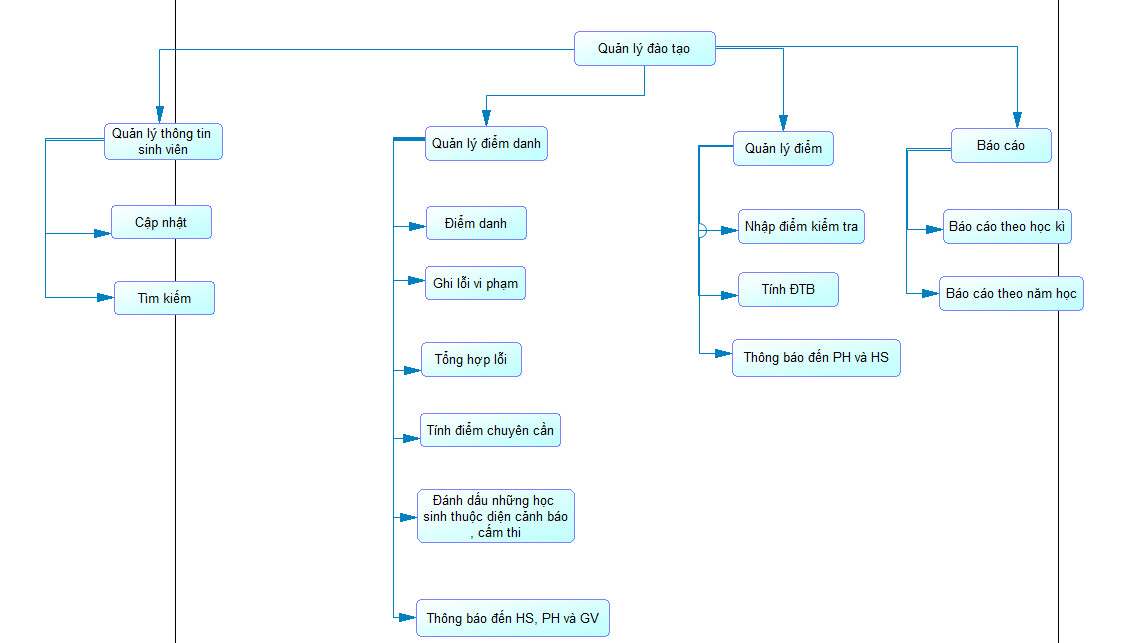 Quản lý đào tạo
Quản lý thông tin
sinh viên
Cập nhật
Tìm kiếm
Quản lý điểm danh
Điểm danh
Ghi lỗi vi phạm
Tổng hợp lỗi
Tính điểm chuyên cần
Đánh dấu những học
sinh thuộc diện cảnh báo
, cấm thi
Thông báo đến HS, PH và GV
Quản lý điểm
Nhập điểm kiểm tra
Tính ĐTB
Thông báo đến PH và HS
Báo cáo
Báo cáo theo học kì
Báo cáo theo năm học